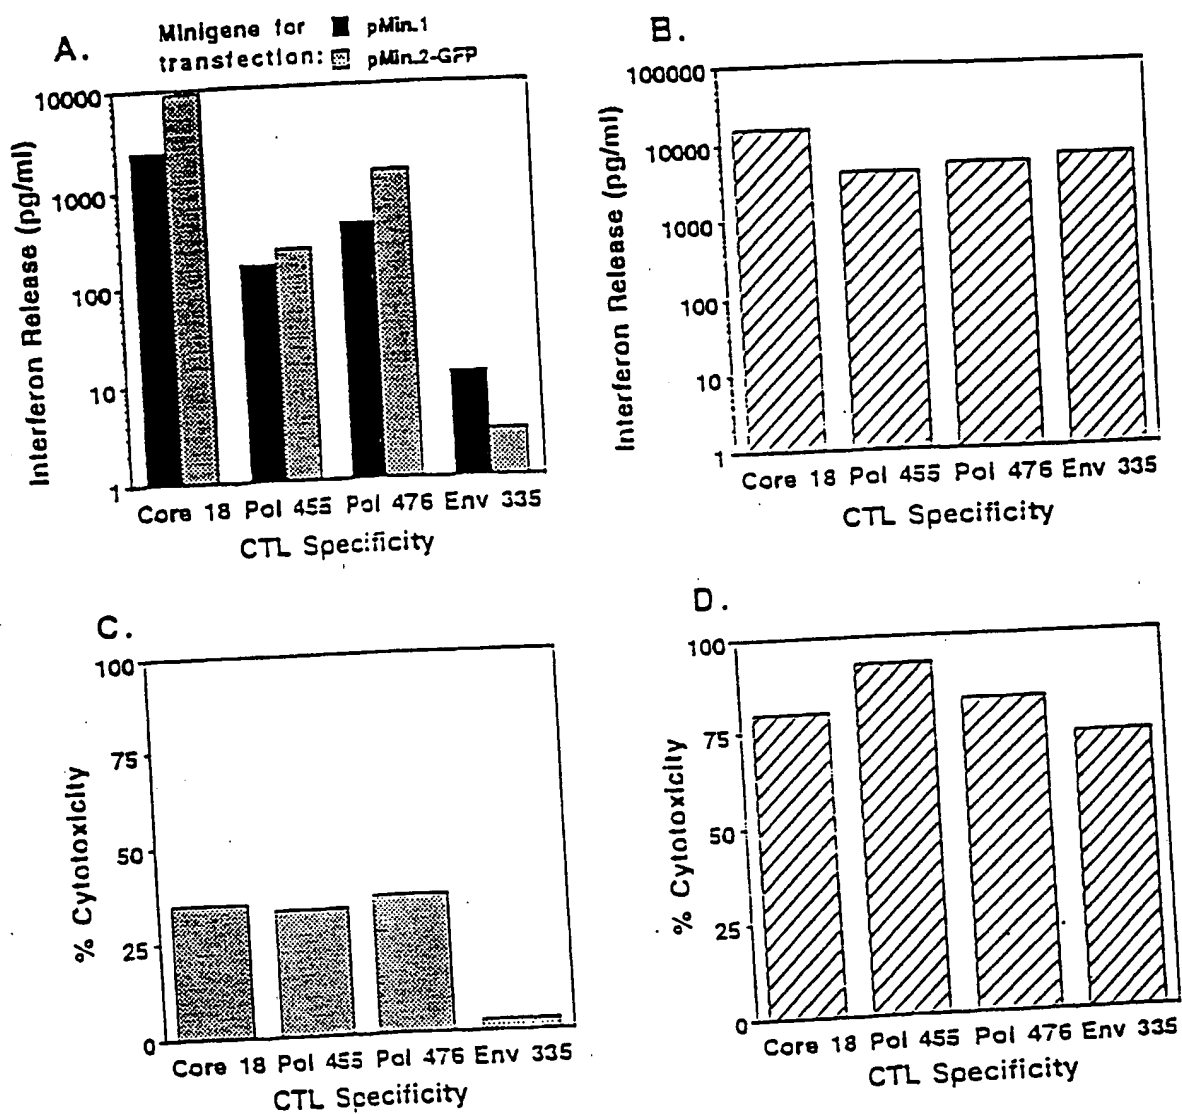 A.
Minigene for pMin.1
transfection: pMin.2-GFP
Interferon Release (pg/ml)
10000
1000
100
10
1
Core 18 Pol 455 Pol 476 Env 335
CTL Specificity
B.
Interferon Release (pg/ml)
100000
10000
1000
100
10
1
Core 18 Pol 455 Pol 476 Env 335
CTL Specificity
C.
% Cytotoxicity
100
75
50
25
0
Core 18 Pol 455 Pol 476 Env 335
CTL Specificity
D.
% Cytotoxicity
100
75
50
25
0
Core 18 Pol 455 Pol 476 Env 335
CTL Specificity